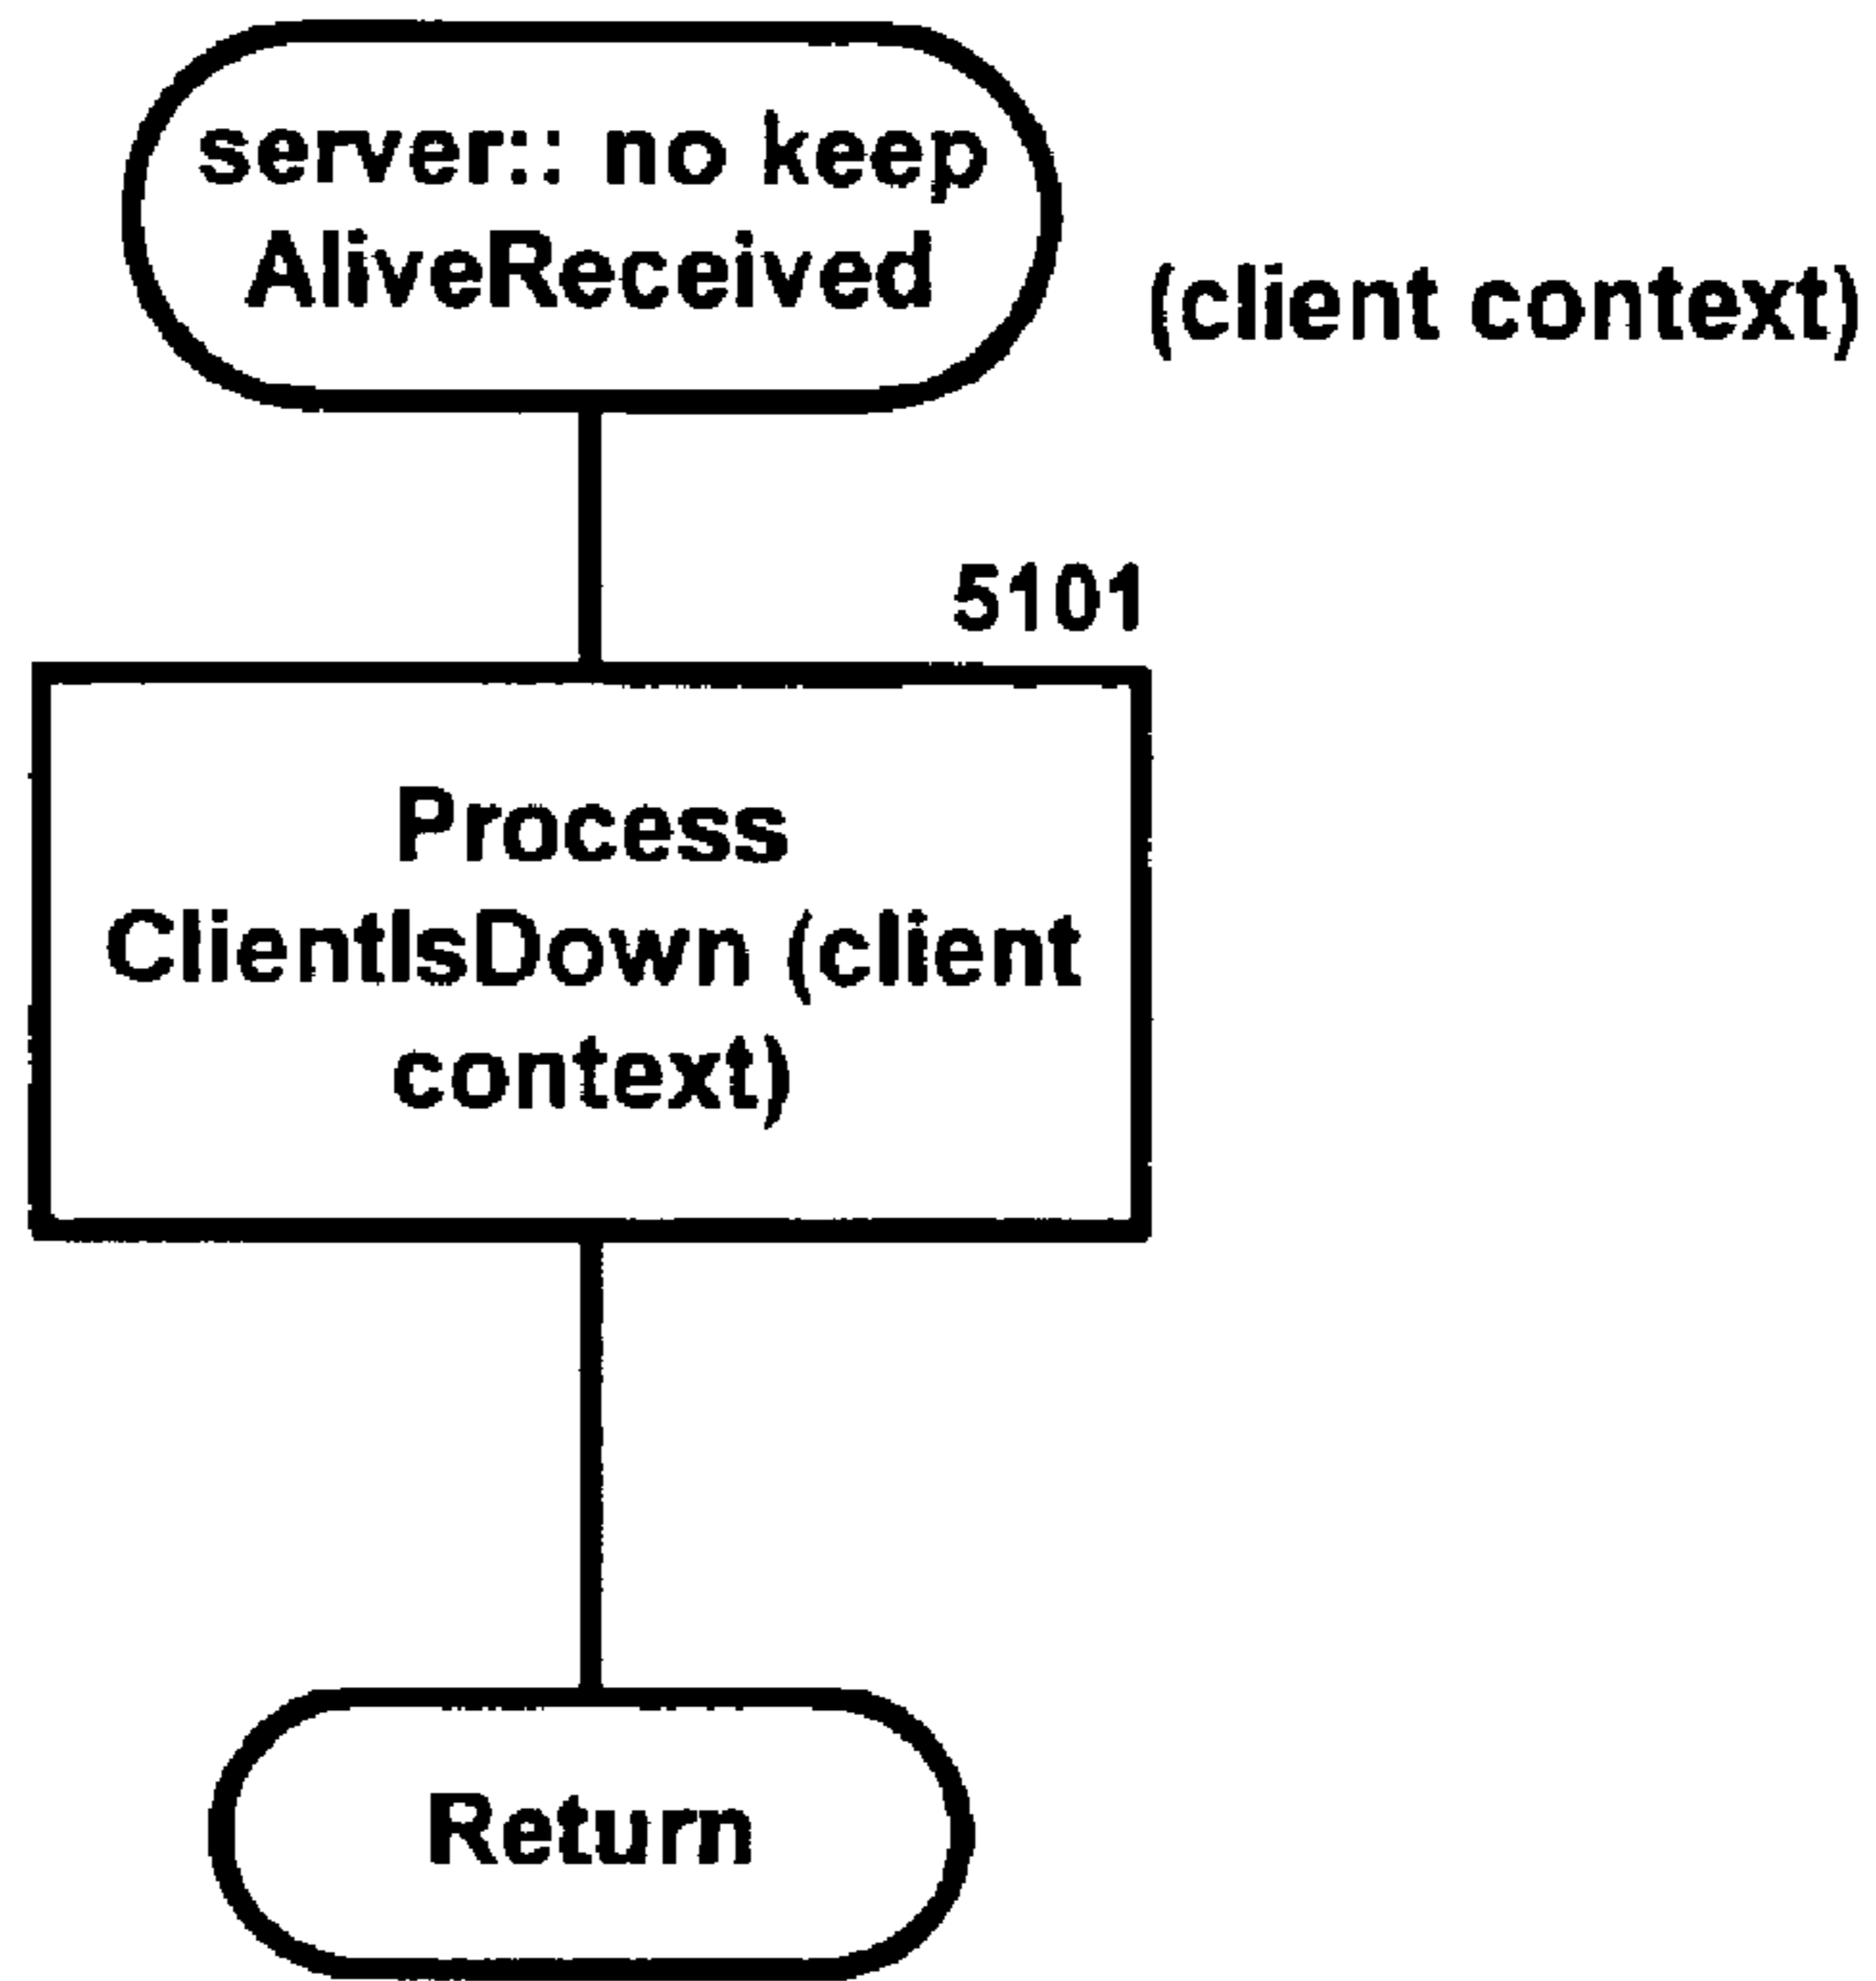 server:: no keep
AliveReceived
(client context)
5101
Process
ClientIsDown (client
context)
Return